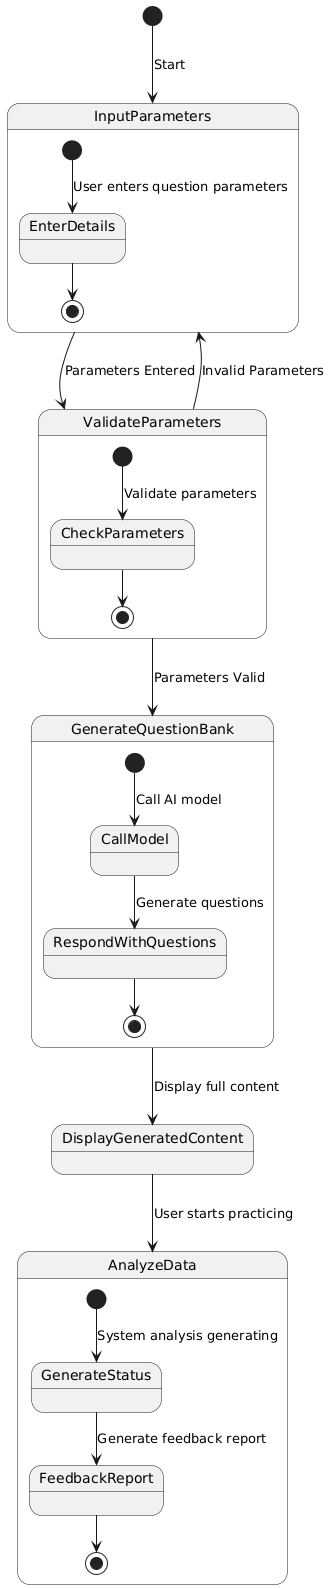 Start
InputParameters
User enters question parameters
EnterDetails
Parameters Entered
Invalid Parameters
ValidateParameters
Validate parameters
CheckParameters
Parameters Valid
GenerateQuestionBank
Call AI model
CallModel
Generate questions
RespondWithQuestions
Display full content
DisplayGeneratedContent
User starts practicing
AnalyzeData
System analysis generating
GenerateStatus
Generate feedback report
FeedbackReport